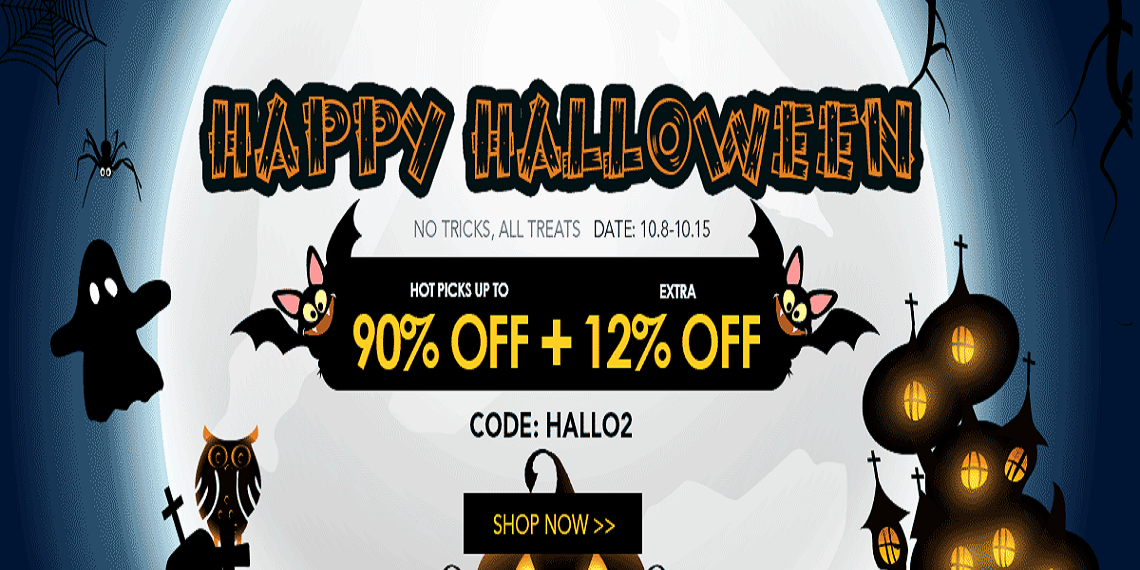 HAPPY HALLOWEEN
NO TRICKS, ALL TREATS DATE: 10.8-10.15
HOT PICKS UP TO EXTRA
90% OFF + 12% OFF
CODE: HALLO2
SHOP NOW >>